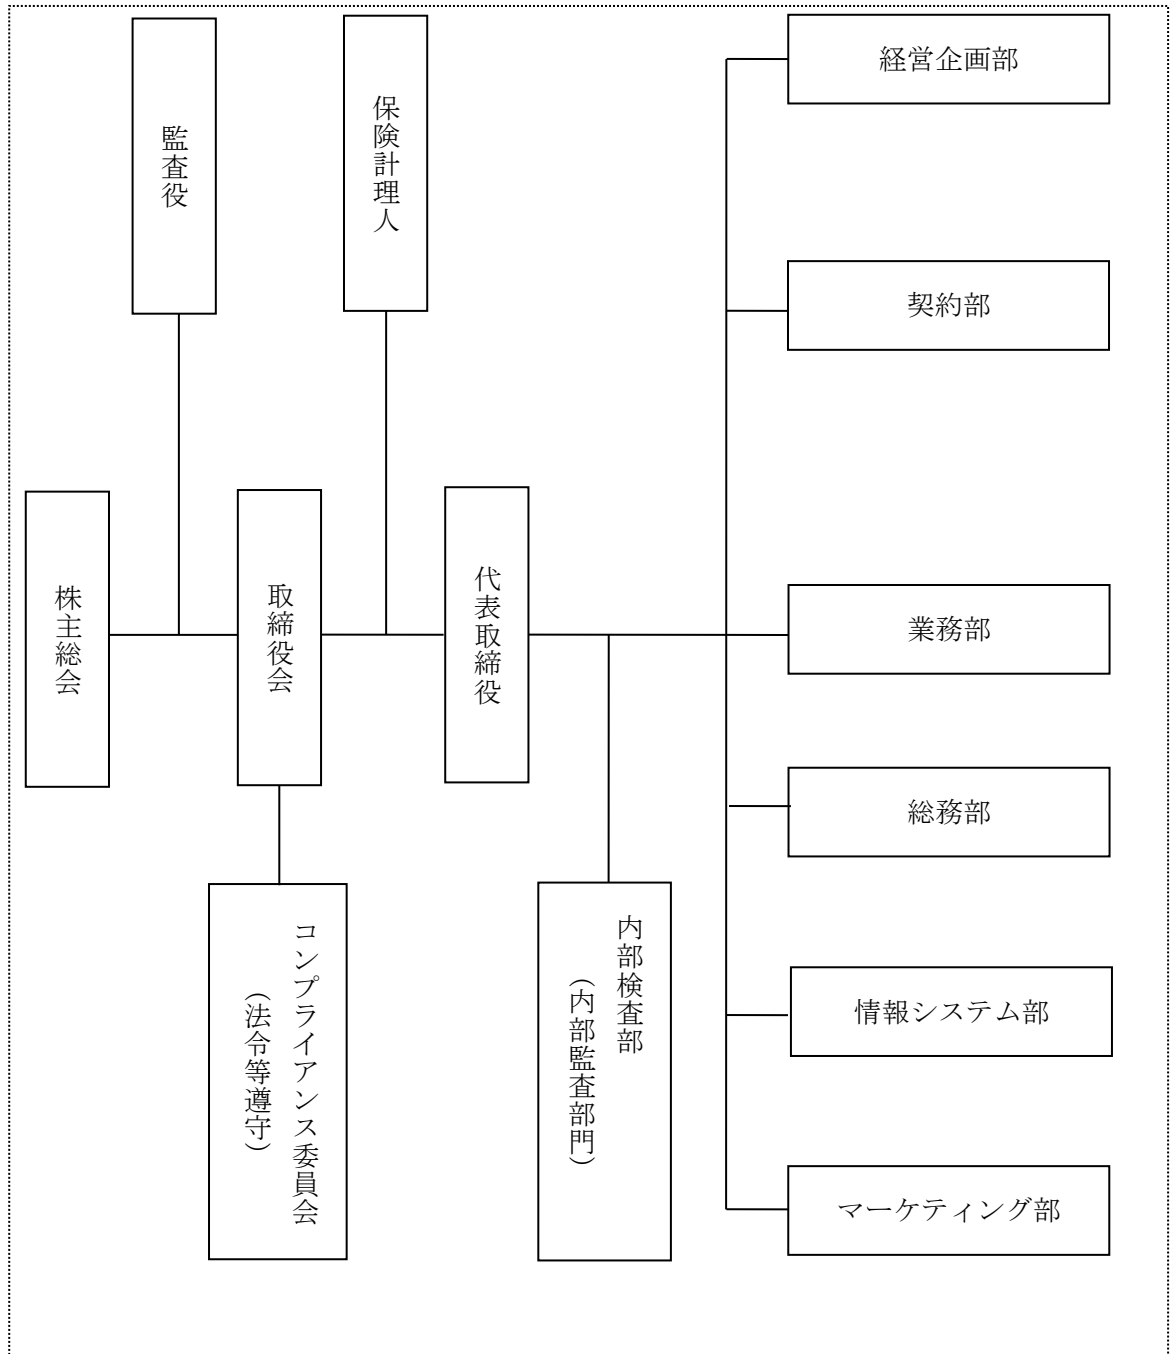 監査役
保険計理人
株主総会
取締役会
代表取締役
コンプライアンス委員会
（法令等遵守）
内部検査部
（内部監査部門）
経営企画部
契約部
業務部
総務部
情報システム部
マーケティング部